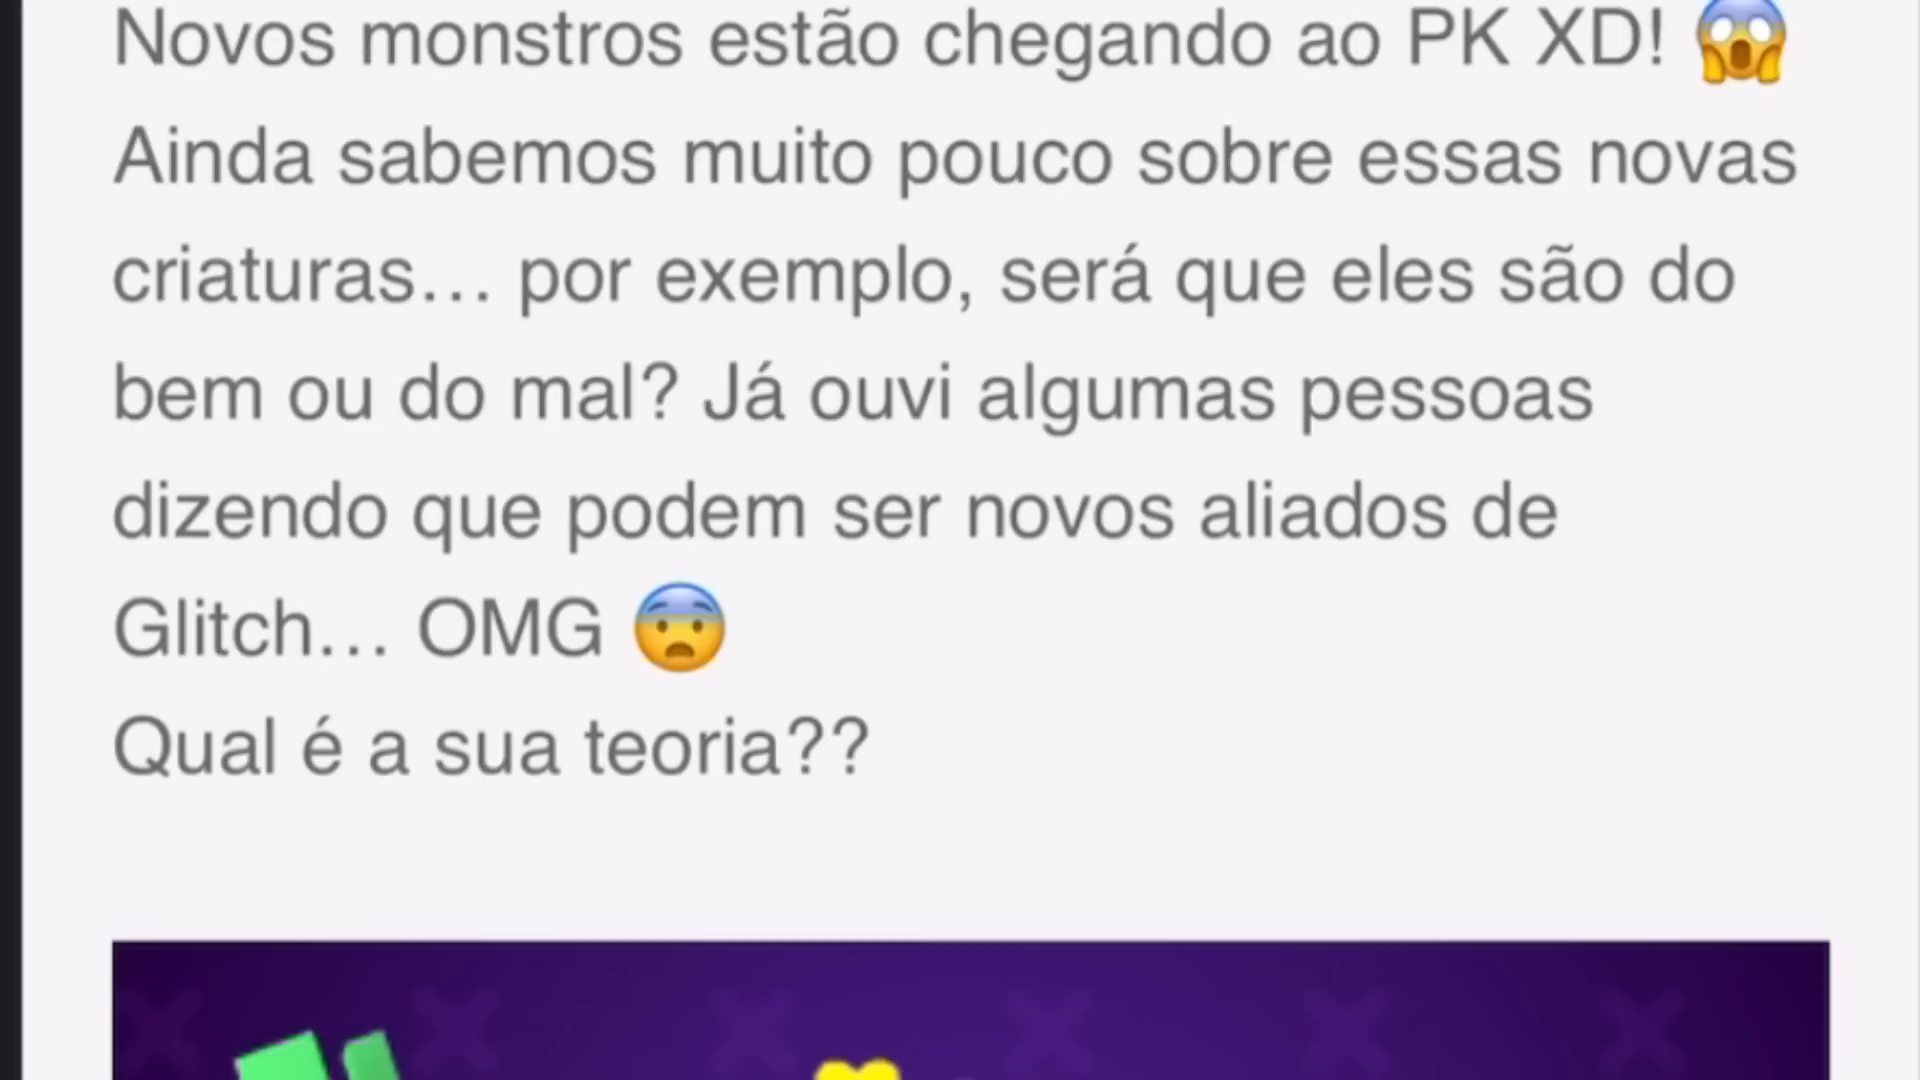 Novos monstros estão chegando ao PK XD! 😱
Ainda sabemos muito pouco sobre essas novas
criaturas… por exemplo, será que eles são do
bem ou do mal? Já ouvi algumas pessoas
dizendo que podem ser novos aliados de
Glitch… OMG 😨
Qual é a sua teoria??